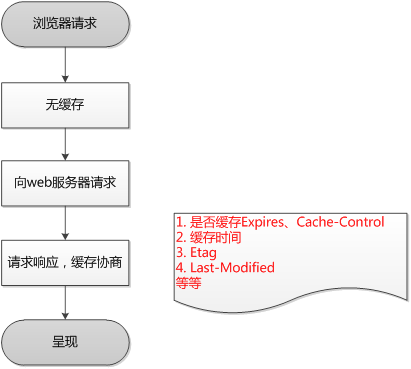 浏览器请求
无缓存
向web服务器请求
请求响应，缓存协商
呈现
1. 是否缓存Expires、Cache-Control
2. 缓存时间
3. Etag
4. Last-Modified
等等